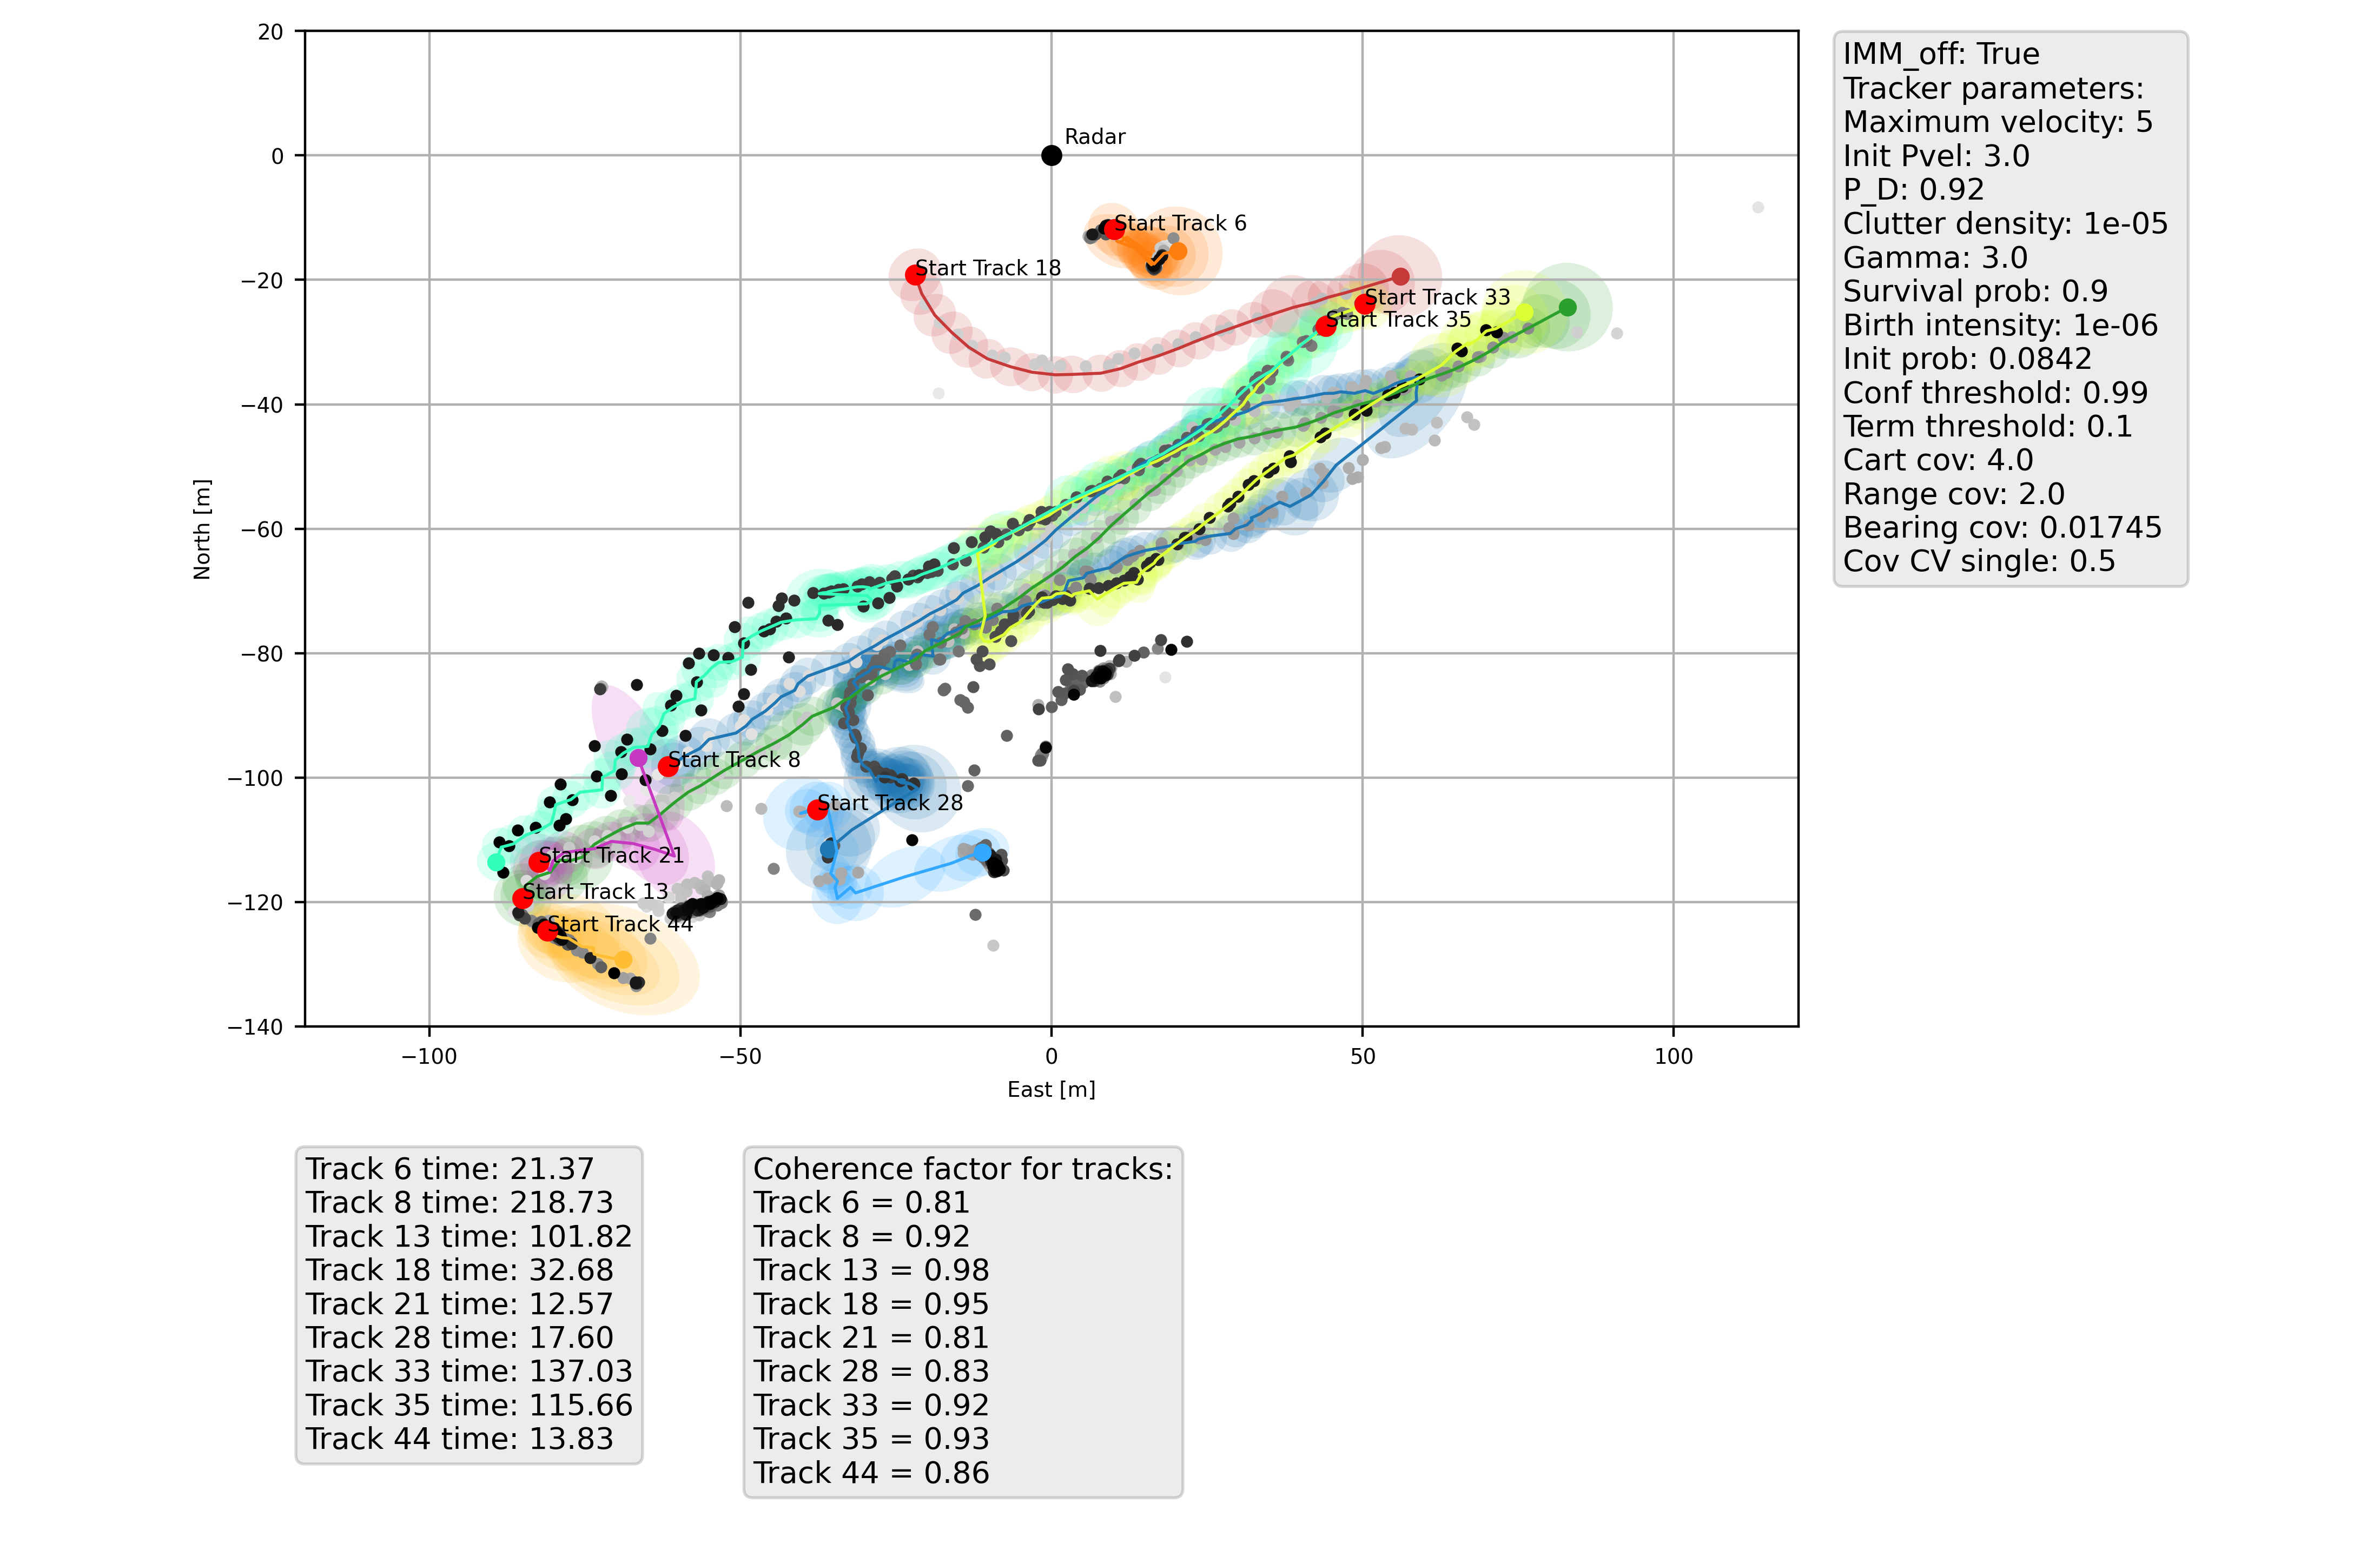 20
0
−20
−40
−60
−80
−100
−120
−140
North [m]
−100
−50
0
50
100
East [m]
Radar
Start Track 6
Start Track 18
Start Track 33
Start Track 35
Start Track 8
Start Track 28
Start Track 21
Start Track 13
Start Track 44
IMM_off: True
Tracker parameters:
Maximum velocity: 5
Init Pvel: 3.0
P_D: 0.92
Clutter density: 1e-05
Gamma: 3.0
Survival prob: 0.9
Birth intensity: 1e-06
Init prob: 0.0842
Conf threshold: 0.99
Term threshold: 0.1
Cart cov: 4.0
Range cov: 2.0
Bearing cov: 0.01745
Cov CV single: 0.5
Track 6 time: 21.37
Track 8 time: 218.73
Track 13 time: 101.82
Track 18 time: 32.68
Track 21 time: 12.57
Track 28 time: 17.60
Track 33 time: 137.03
Track 35 time: 115.66
Track 44 time: 13.83
Coherence factor for tracks:
Track 6 = 0.81
Track 8 = 0.92
Track 13 = 0.98
Track 18 = 0.95
Track 21 = 0.81
Track 28 = 0.83
Track 33 = 0.92
Track 35 = 0.93
Track 44 = 0.86